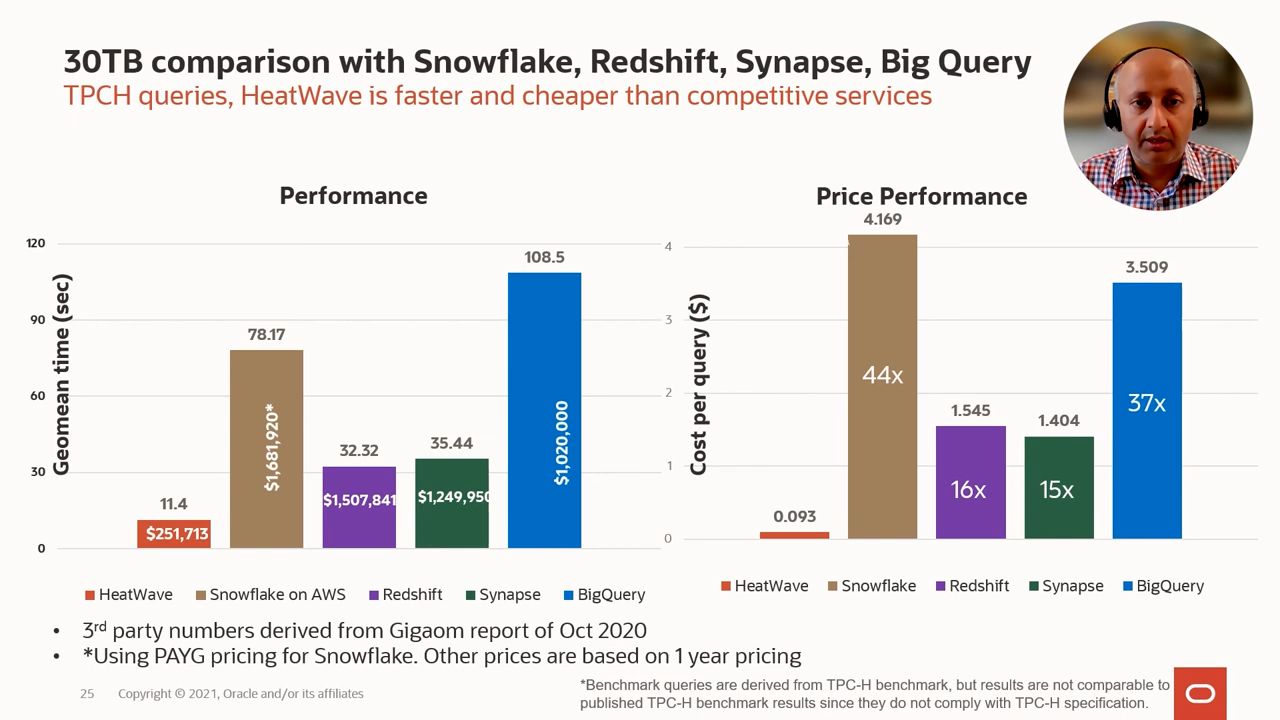 30TB comparison with Snowflake, Redshift, Synapse, Big Query
TPCH queries, HeatWave is faster and cheaper than competitive services
Performance
Geomean time (sec)
120
90
60
30
0
11.4
$251,713
78.17
$1,681,920*
32.32
$1,507,841
35.44
$1,249,950
108.5
$1,020,000
HeatWave Snowflake on AWS Redshift Synapse BigQuery
Price Performance
Cost per query ($)
4
3
2
1
0
0.093
4.169
44x
1.545
16x
1.404
15x
3.509
37x
HeatWave Snowflake Redshift Synapse BigQuery
• 3rd party numbers derived from Gigaom report of Oct 2020
• *Using PAYG pricing for Snowflake. Other prices are based on 1 year pricing
25 Copyright © 2021, Oracle and/or its affiliates
*Benchmark queries are derived from TPC-H benchmark, but results are not comparable to
published TPC-H benchmark results since they do not comply with TPC-H specification.